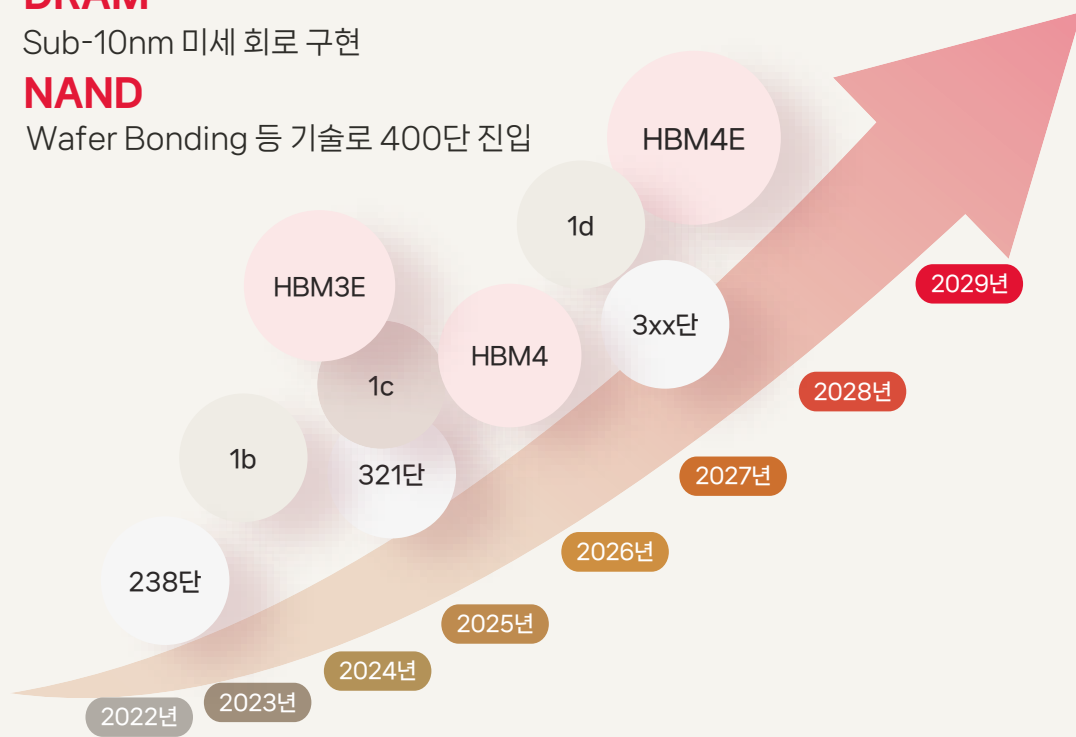 DRAM
Sub-10nm 미세 회로 구현
NAND
Wafer Bonding 등 기술로 400단 진입
HBM4E
1d
HBM3E
3xx단
HBM4
1c
1b
321단
238단
2029년
2028년
2027년
2026년
2025년
2024년
2023년
2022년